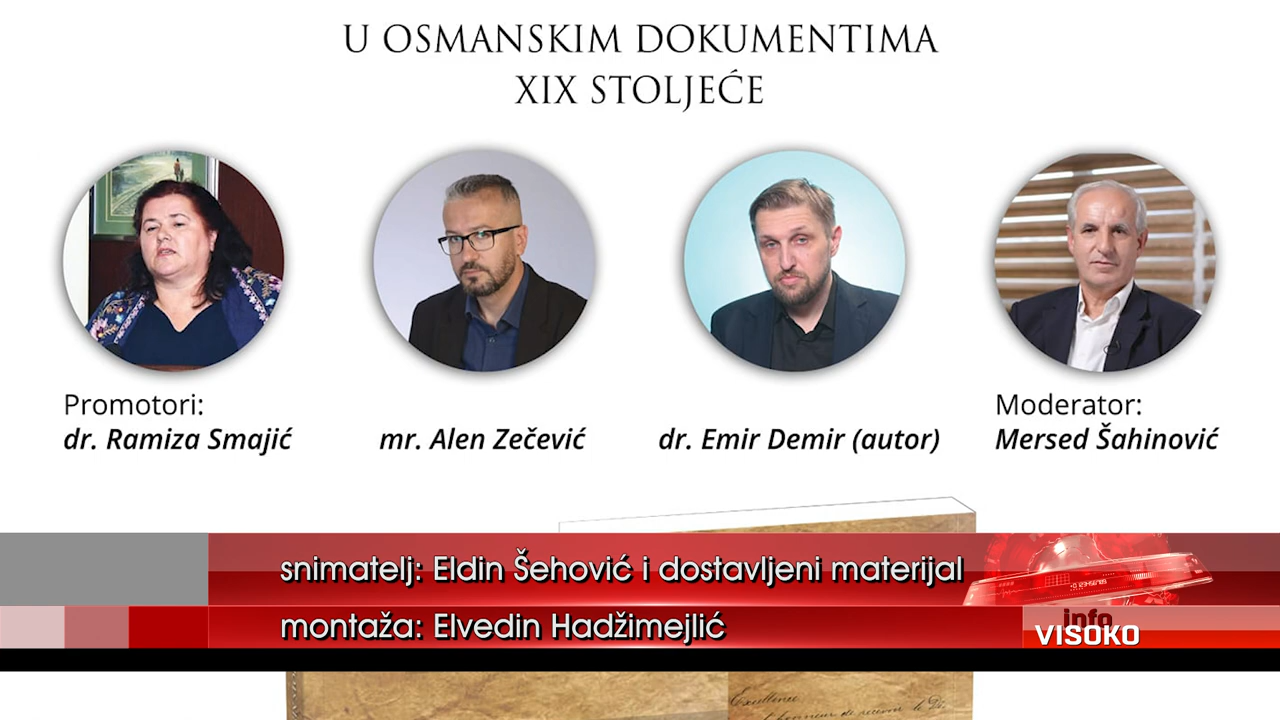 U OSMANSKIM DOKUMENTIMA
XIX STOLJEĆE
Promotori:
dr. Ramiza Smajić
mr. Alen Zečević
dr. Emir Demir (autor)
Moderator:
Mersed Šahinović
snimatelj: Eldin Šehović i dostavljeni materijal
montaža: Elvedin Hadžimejlić
info
VISOKO
Excellence